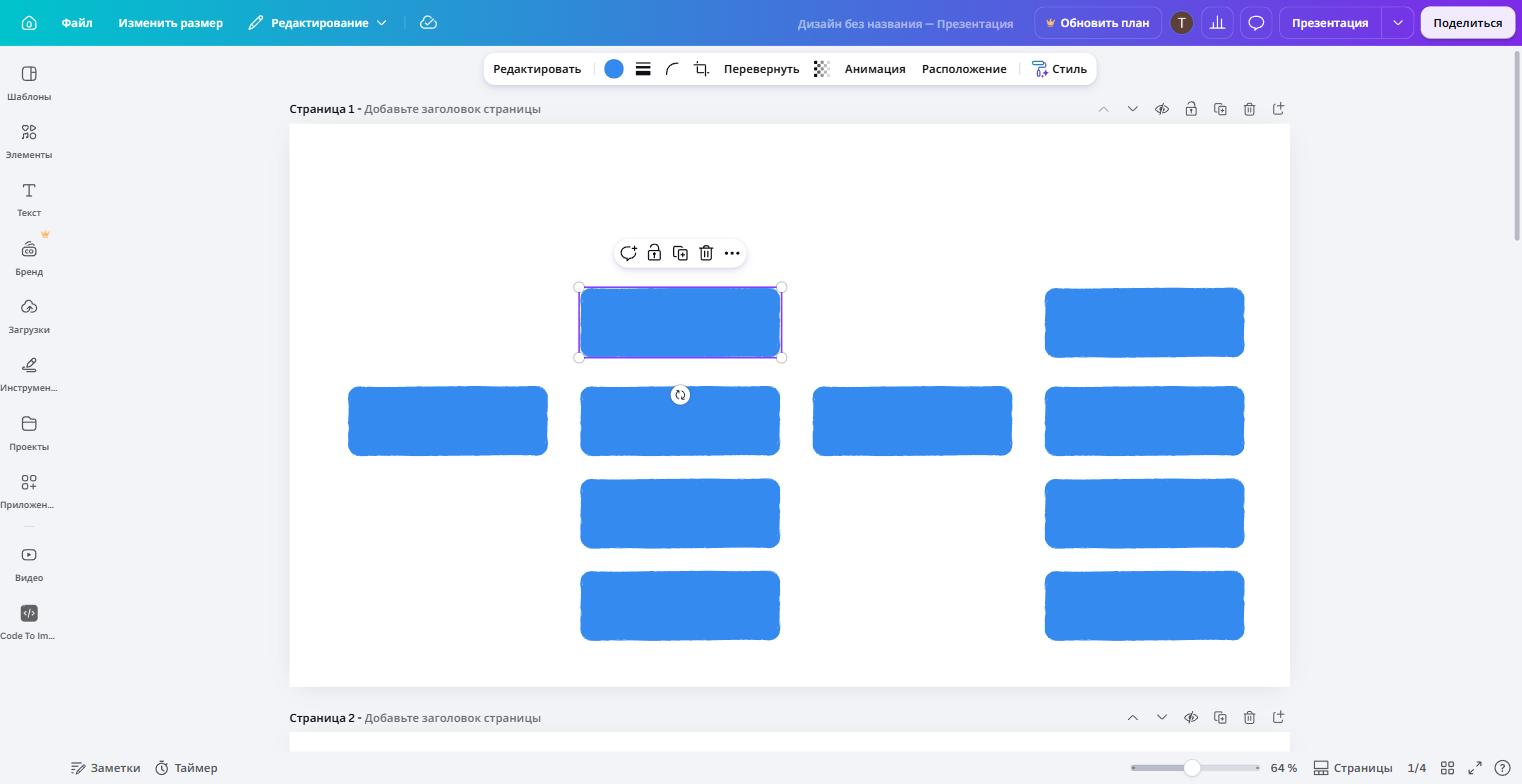 Файл
Изменить размер
Редактирование
Дизайн без названия — Презентация
Обновить план
T
Презентация
Поделиться
Редактировать
Перевернуть
Анимация
Расположение
Стиль
Шаблоны
Элементы
Текст
Бренд
Загрузки
Инструмен...
Проекты
Приложен...
Видео
Code To Im...
Страница 1 - Добавьте заголовок страницы
Страница 2 - Добавьте заголовок страницы
Заметки
Таймер
64 %
Страницы
1/4